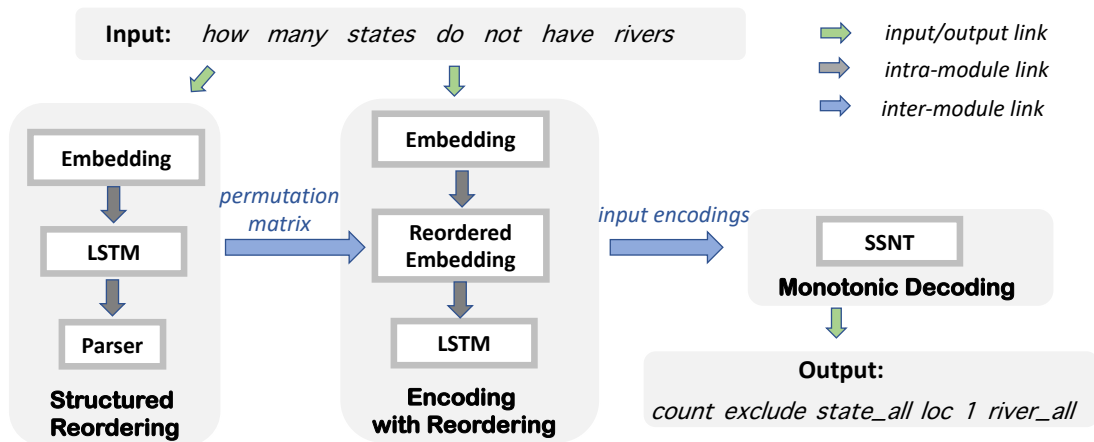 Input: how many states do not have rivers
input/output link
intra-module link
inter-module link
Embedding
LSTM
Parser
Structured
Reordering
permutation
matrix
Embedding
Reordered
Embedding
LSTM
Encoding
with Reordering
input encodings
SSNT
Monotonic Decoding
Output:
count exclude state_all loc 1 river_all